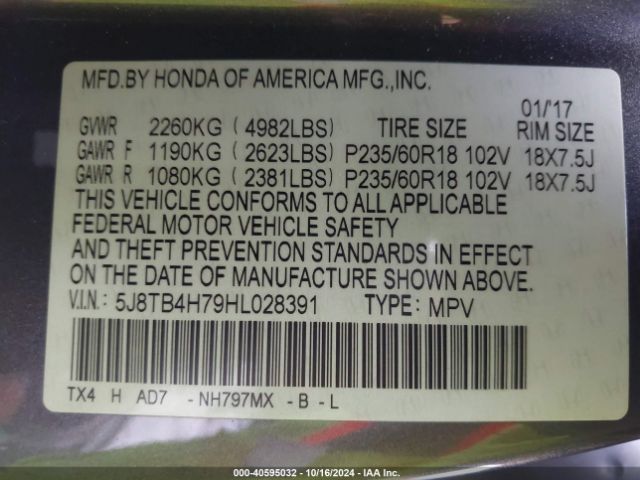 MFD.BY HONDA OF AMERICA MFG.,INC.
01/'17
GVWR 2260KG ( 4982LBS) TIRE SIZE RIM SIZE
GAWR F 1190KG ( 2623LBS) P235/60R18 102V 18X7.5J
GAWR R 1080KG ( 2381LBS) P235/60R18 102V 18X7.5J
THIS VEHICLE CONFORMS TO ALL APPLICABLE
FEDERAL MOTOR VEHICLE SAFETY
AND THEFT PREVENTION STANDARDS IN EFFECT
ON THE DATE OF MANUFACTURE SHOWN ABOVE.
V.I.N.: 5J8TB4H79HL028391 TYPE: MPV
TX4 H AD7 -NH797MX -B -L
000-40595032 - 10/16/2024 - IAA Inc.